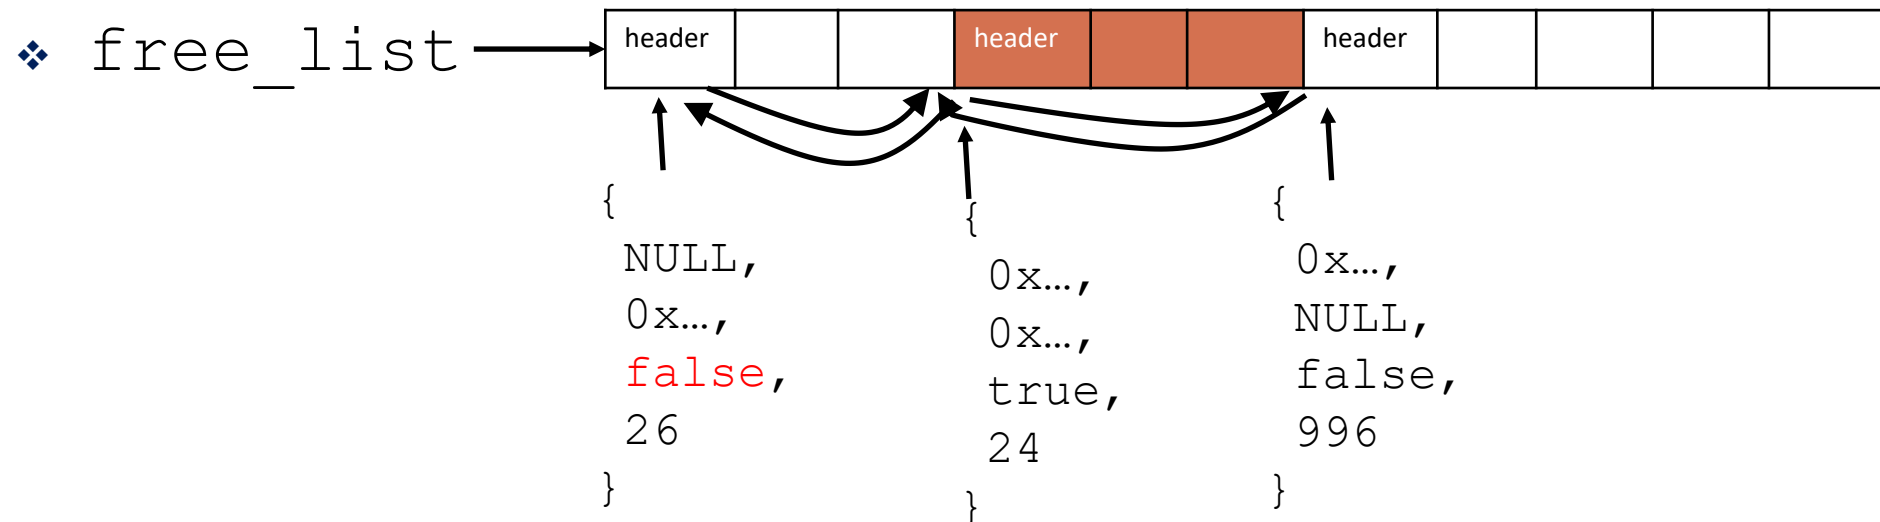 ❖ free_list
header header header
{
NULL,
0x…,
false,
26
}
{
0x…,
0x…,
true,
24
}
{
0x…,
NULL,
false,
996
}